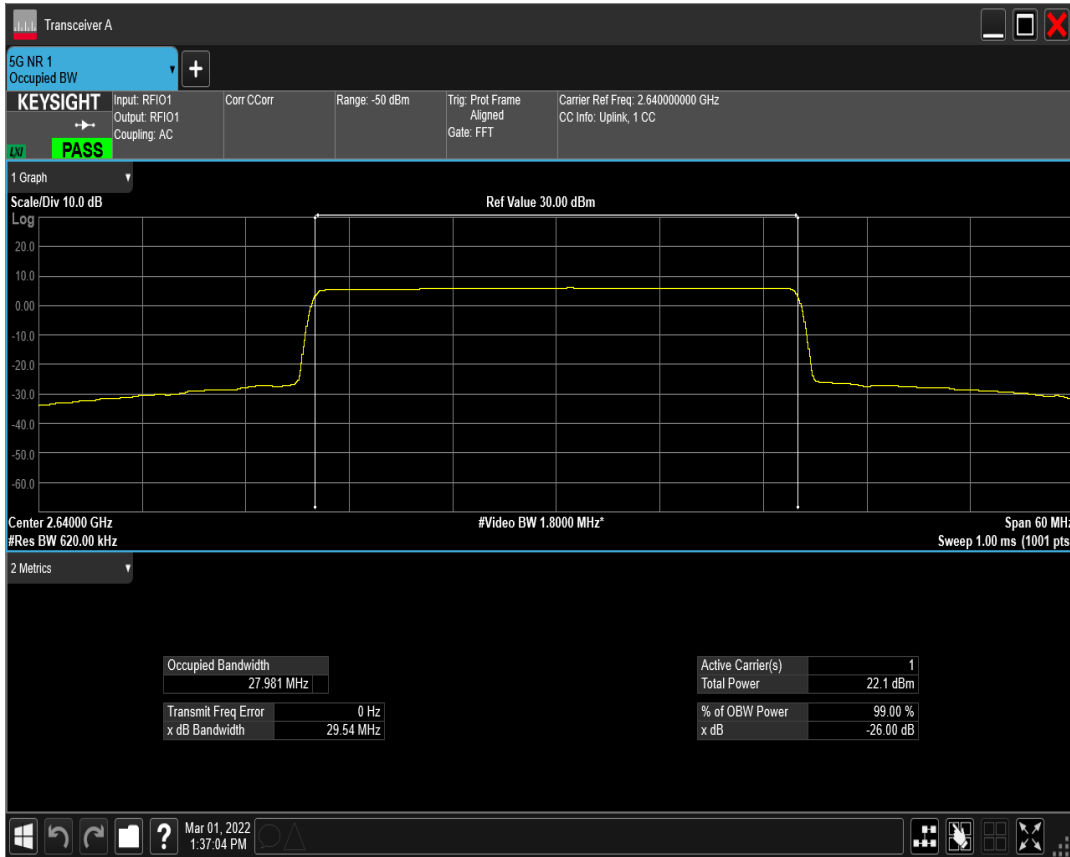 Transceiver A
5G NR 1
Occupied BW
KEYSIGHT
LXI
PASS
Input: RFIO1
Output: RFIO1
Coupling: AC
Corr CCorr
Range: -50 dBm
Trig: Prot Frame
Aligned
Gate: FFT
Carrier Ref Freq: 2.640000000 GHz
CC Info: Uplink, 1 CC
1 Graph
Scale/Div 10.0 dB
Ref Value 30.00 dBm
Log
20.0
10.0
0.00
-10.0
-20.0
-30.0
-40.0
-50.0
-60.0
Center 2.64000 GHz
#Video BW 1.8000 MHz*
Span 60 MHz
#Res BW 620.00 kHz
Sweep 1.00 ms (1001 pts
2 Metrics
Occupied Bandwidth
27.981 MHz
Transmit Freq Error 0 Hz
x dB Bandwidth 29.54 MHz
Active Carrier(s) 1
Total Power 22.1 dBm
% of OBW Power 99.00 %
x dB -26.00 dB
?
Mar 01, 2022
1:37:04 PM